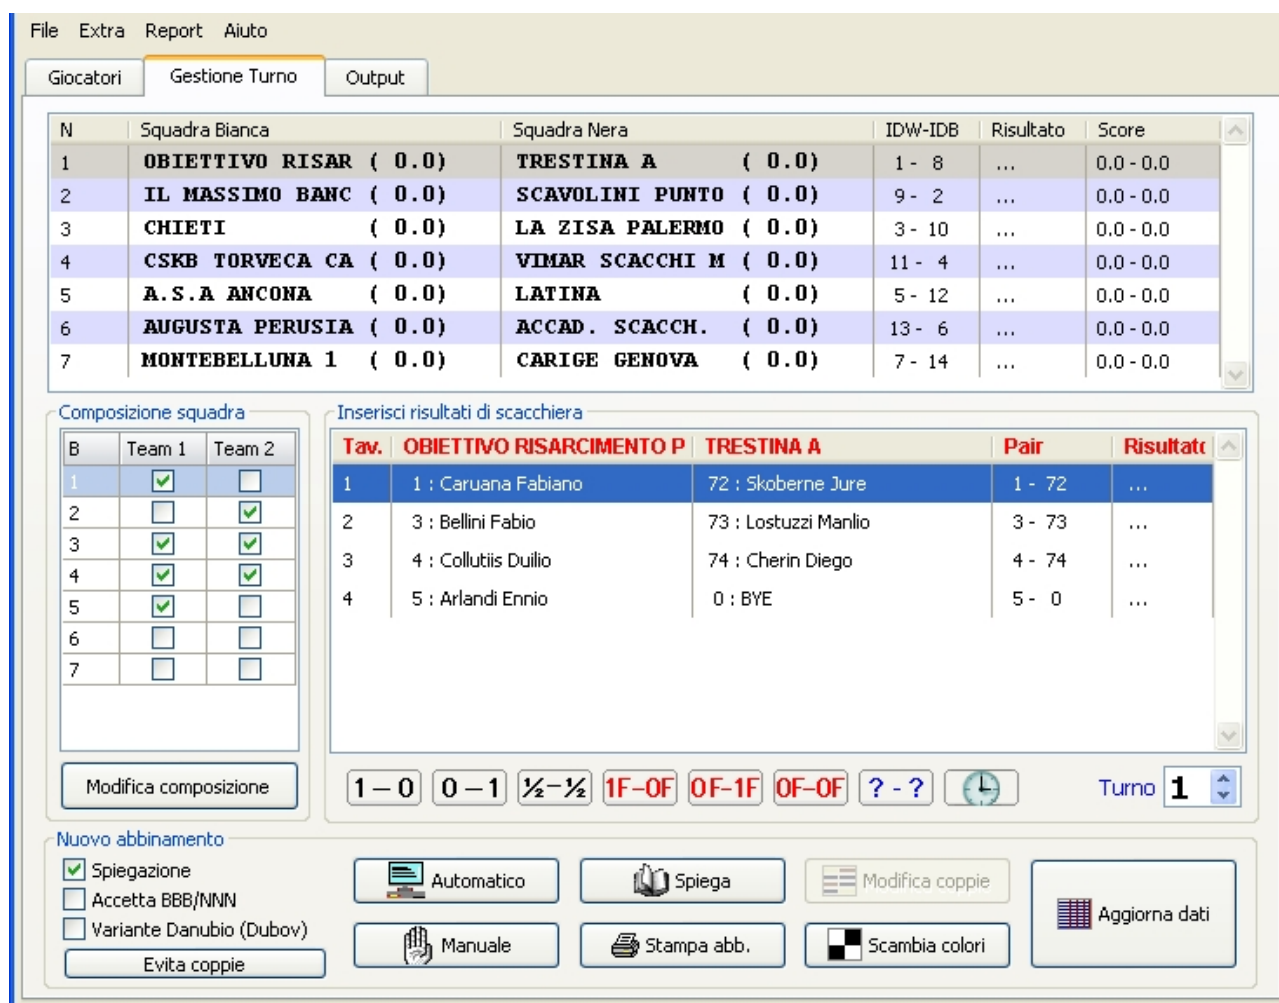 File Extra Report Aiuto
Giocatori Gestione Turno Output
N Squadra Bianca Squadra Nera IDW-IDB Risultato Score
1 OBIETTIVO RISAR ( 0.0) TRESTINA A ( 0.0) 1 - 8 ... 0.0 - 0.0
2 IL MASSIMO BANC ( 0.0) SCAVOLINI PUNTO ( 0.0) 9 - 2 ... 0.0 - 0.0
3 CHIETI ( 0.0) LA ZISA PALERMO ( 0.0) 3 - 10 ... 0.0 - 0.0
4 CSKB TORVECA CA ( 0.0) VIMAR SCACCHI M ( 0.0) 11 - 4 ... 0.0 - 0.0
5 A.S.A ANCONA ( 0.0) LATINA ( 0.0) 5 - 12 ... 0.0 - 0.0
6 AUGUSTA PERUSIA ( 0.0) ACCAD. SCACCH. ( 0.0) 13 - 6 ... 0.0 - 0.0
7 MONTEBELLUNA 1 ( 0.0) CARIGE GENOVA ( 0.0) 7 - 14 ... 0.0 - 0.0
Composizione squadra
B Team 1 Team 2
1
2
3
4
5
6
7
Modifica composizione
Inserisci risultati di scacchiera
Tav. OBIETTIVO RISARCIMENTO P TRESTINA A Pair Risultato
1 1 : Caruana Fabiano 72 : Skoberne Jure 1 - 72 ...
2 3 : Bellini Fabio 73 : Lostuzzi Manlio 3 - 73 ...
3 4 : Collutiis Duilio 74 : Cherin Diego 4 - 74 ...
4 5 : Arlandi Ennio 0 : BYE 5 - 0 ...
1–0 0–1 ½–½ 1F–0F 0F–1F 0F–0F ? - ? Turno 1
Nuovo abbinamento
Spiegazione
Accetta BBB/NNN
Variante Danubio (Dubov)
Evita coppie
Automatico Spiega Modifica coppie
Manuale Stampa abb. Scambia colori
Aggiorna dati